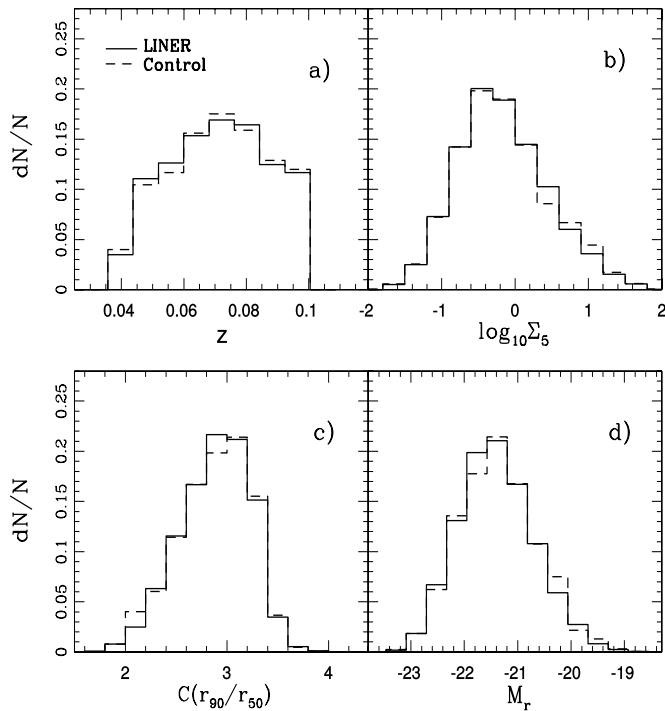 0.25
0.2
0.15
0.1
0.05
0
dN/N
LINER
Control
a)
b)
0.04 0.06 0.08 0.1 -2 -1 0 1 2
z
log₁₀Σ₅
0.25
0.2
0.15
0.1
0.05
0
dN/N
c)
d)
2 3 4 -23 -22 -21 -20 -19
C(r₉₀/r₅₀)
Mᵣ